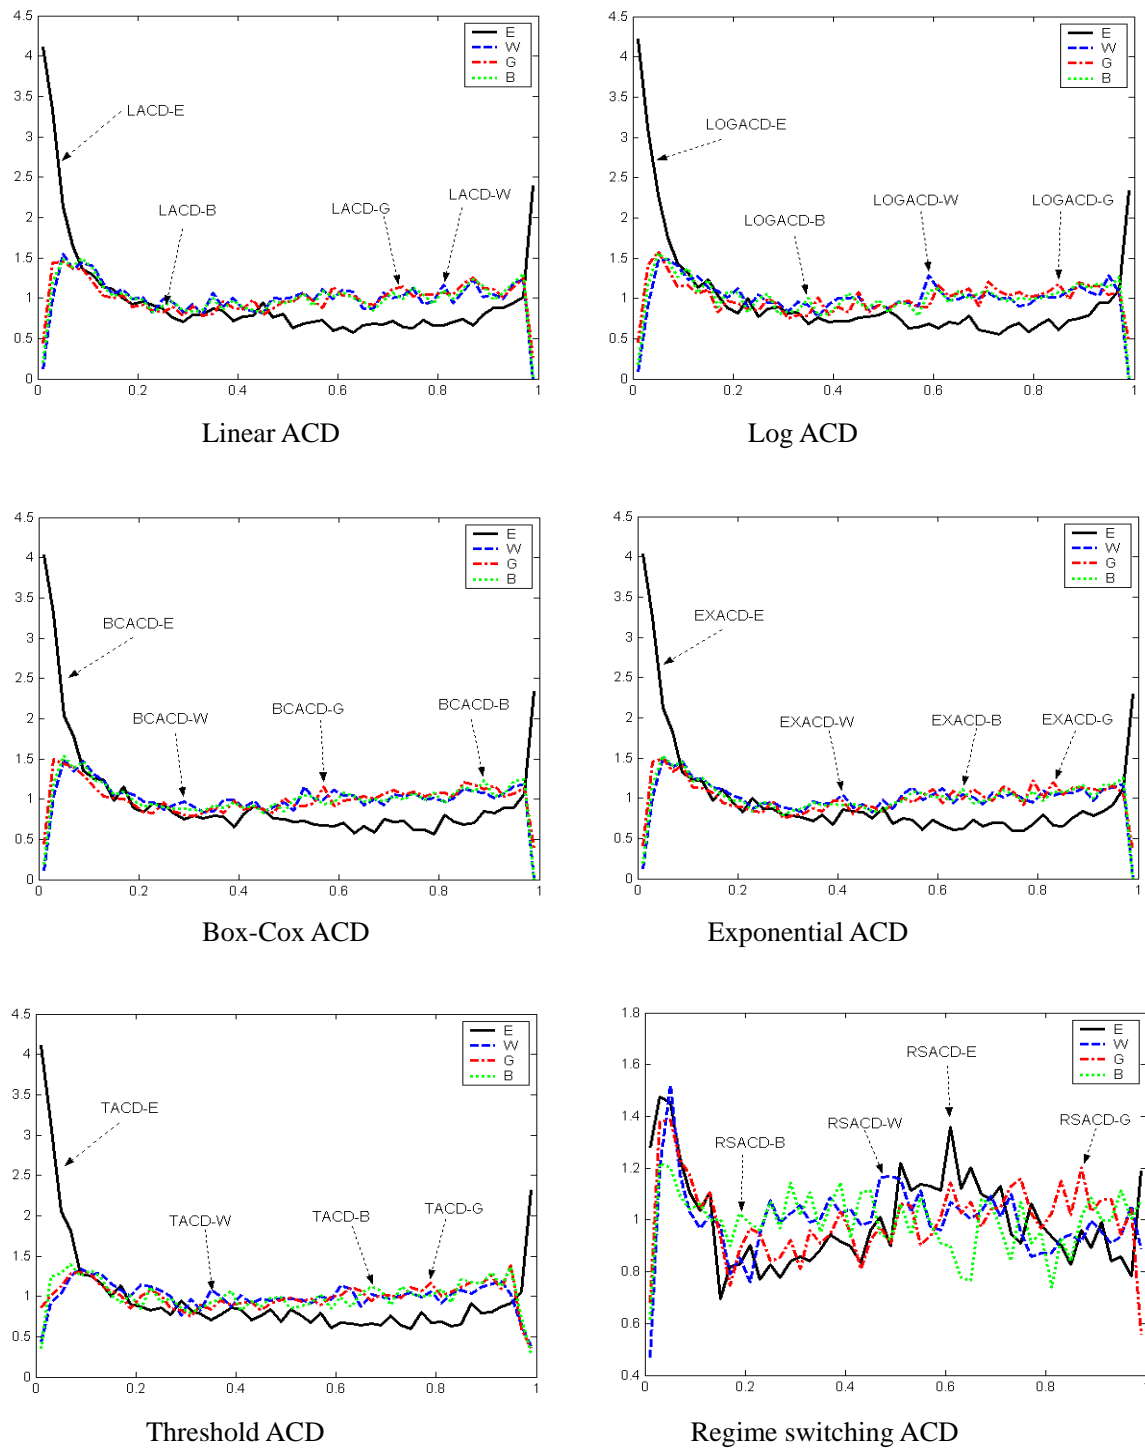 4.5
4
3.5
3
2.5
2
1.5
1
0.5
0
0
0.2
0.4
0.6
0.8
1
E
W
G
B
LACD-E
LACD-B
LACD-G
LACD-W
Linear ACD
4.5
4
3.5
3
2.5
2
1.5
1
0.5
0
0
0.2
0.4
0.6
0.8
1
E
W
G
B
LOGACD-E
LOGACD-B
LOGACD-W
LOGACD-G
Log ACD
4.5
4
3.5
3
2.5
2
1.5
1
0.5
0
0
0.2
0.4
0.6
0.8
1
E
W
G
B
BCACD-E
BCACD-W
BCACD-G
BCACD-B
Box-Cox ACD
4.5
4
3.5
3
2.5
2
1.5
1
0.5
0
0
0.2
0.4
0.6
0.8
1
E
W
G
B
EXACD-E
EXACD-W
EXACD-B
EXACD-G
Exponential ACD
4.5
4
3.5
3
2.5
2
1.5
1
0.5
0
0
0.2
0.4
0.6
0.8
1
E
W
G
B
TACD-E
TACD-W
TACD-B
TACD-G
Threshold ACD
1.8
1.6
1.4
1.2
1
0.8
0.6
0.4
0
0.2
0.4
0.6
0.8
E
W
G
B
RSACD-E
RSACD-B
RSACD-W
RSACD-G
Regime switching ACD